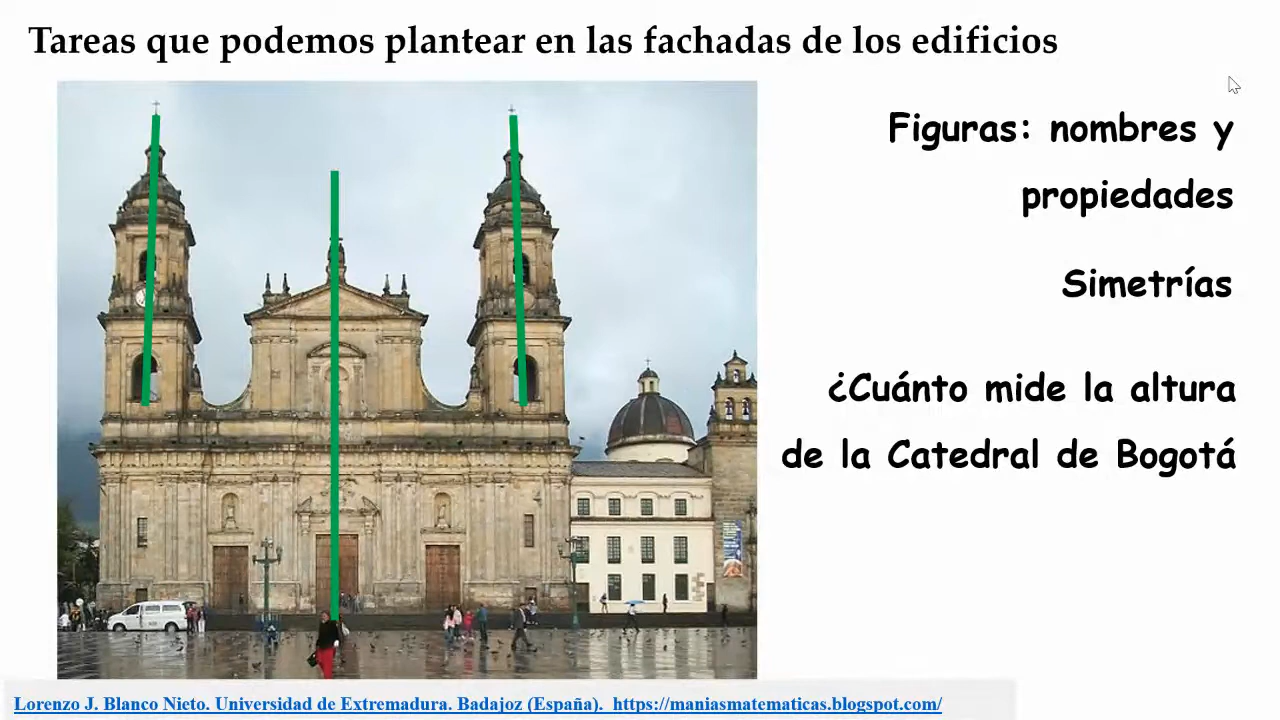 Tareas que podemos plantear en las fachadas de los edificios
Figuras: nombres y
propiedades
Simetrías
¿Cuánto mide la altura
de la Catedral de Bogotá
Lorenzo J. Blanco Nieto. Universidad de Extremadura. Badajoz (España). https://maniasmatematicas.blogspot.com/